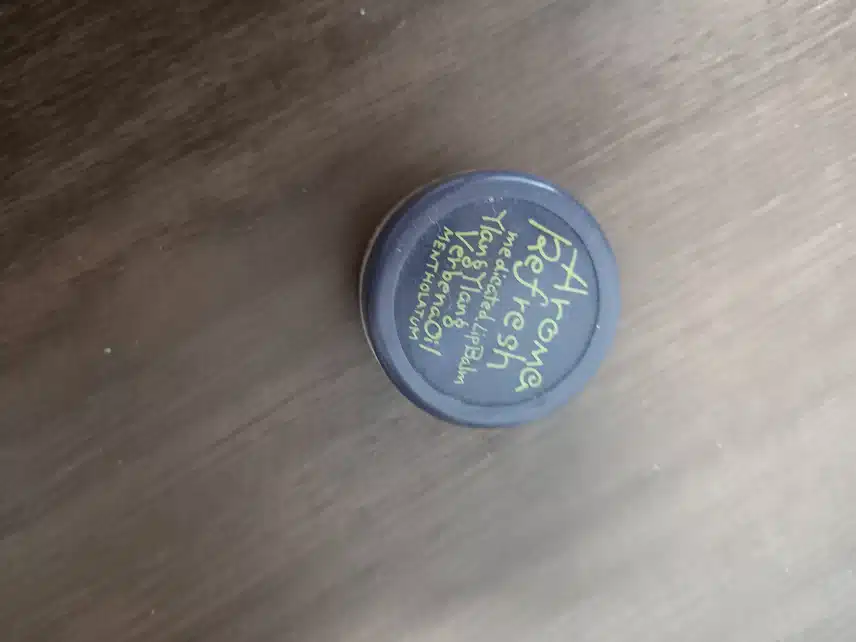 Aroma
Refresh
medicated Lip Balm
Ylang Ylang &
Verbena Oil
MENTHOLATUM